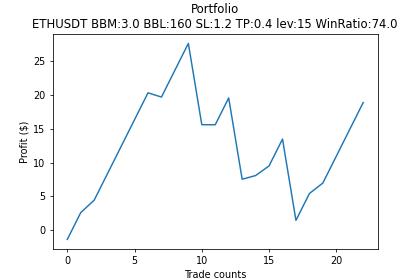 Portfolio
ETHUSDT BBM:3.0 BBL:160 SL:1.2 TP:0.4 lev:15 WinRatio:74.0
25
20
15
10
5
0
Profit ($)
0 5 10 15 20
Trade counts